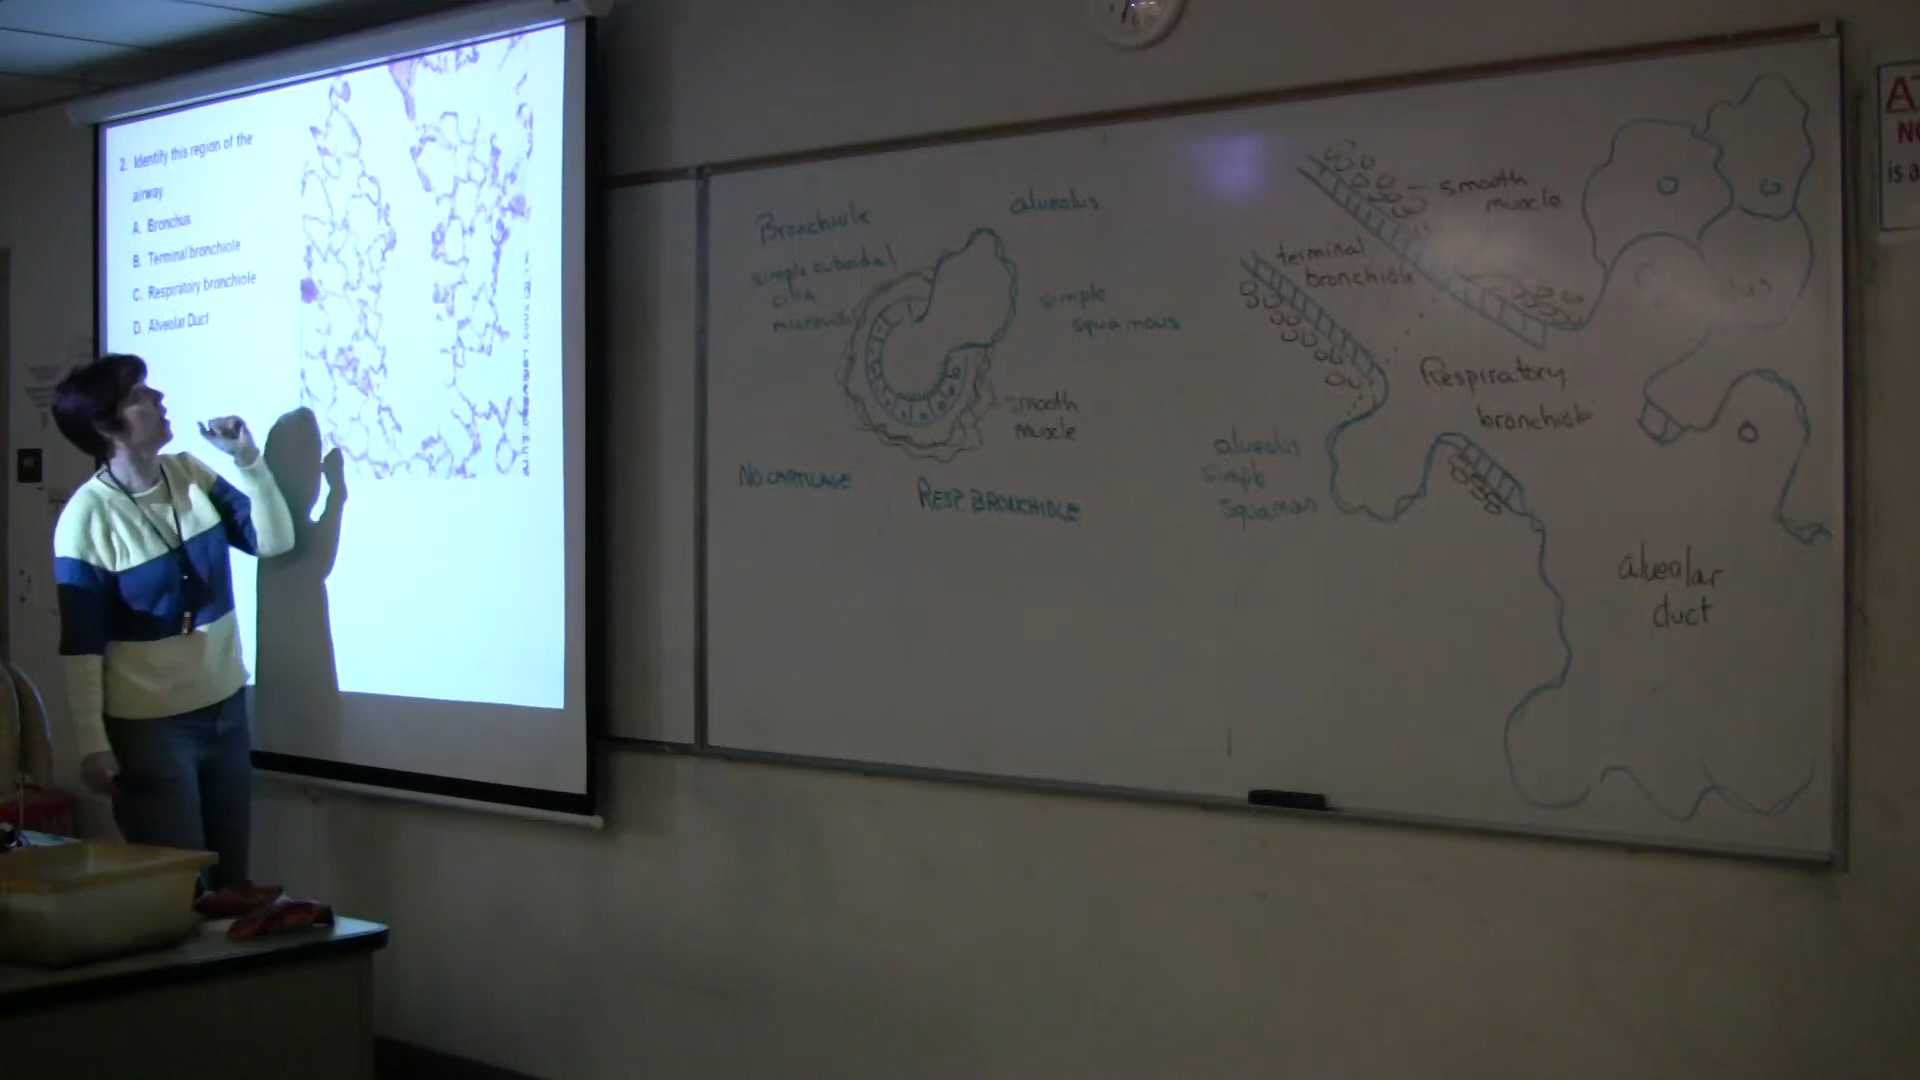 2. Identify this region of the
airway.
A. Bronchus
B. Terminal bronchiole
C. Respiratory bronchiole
D. Alveolar Duct
Bronchiole
simple cuboidal
cilia
microvilli
alveolus
simple
squamous
smooth
muscle
NO CARTILAGE
RESP. BRONCHIOLE
smooth
muscle
terminal
bronchiole
Respiratory
bronchiole
alveolus
simple
squamous
alveolar
duct
is a